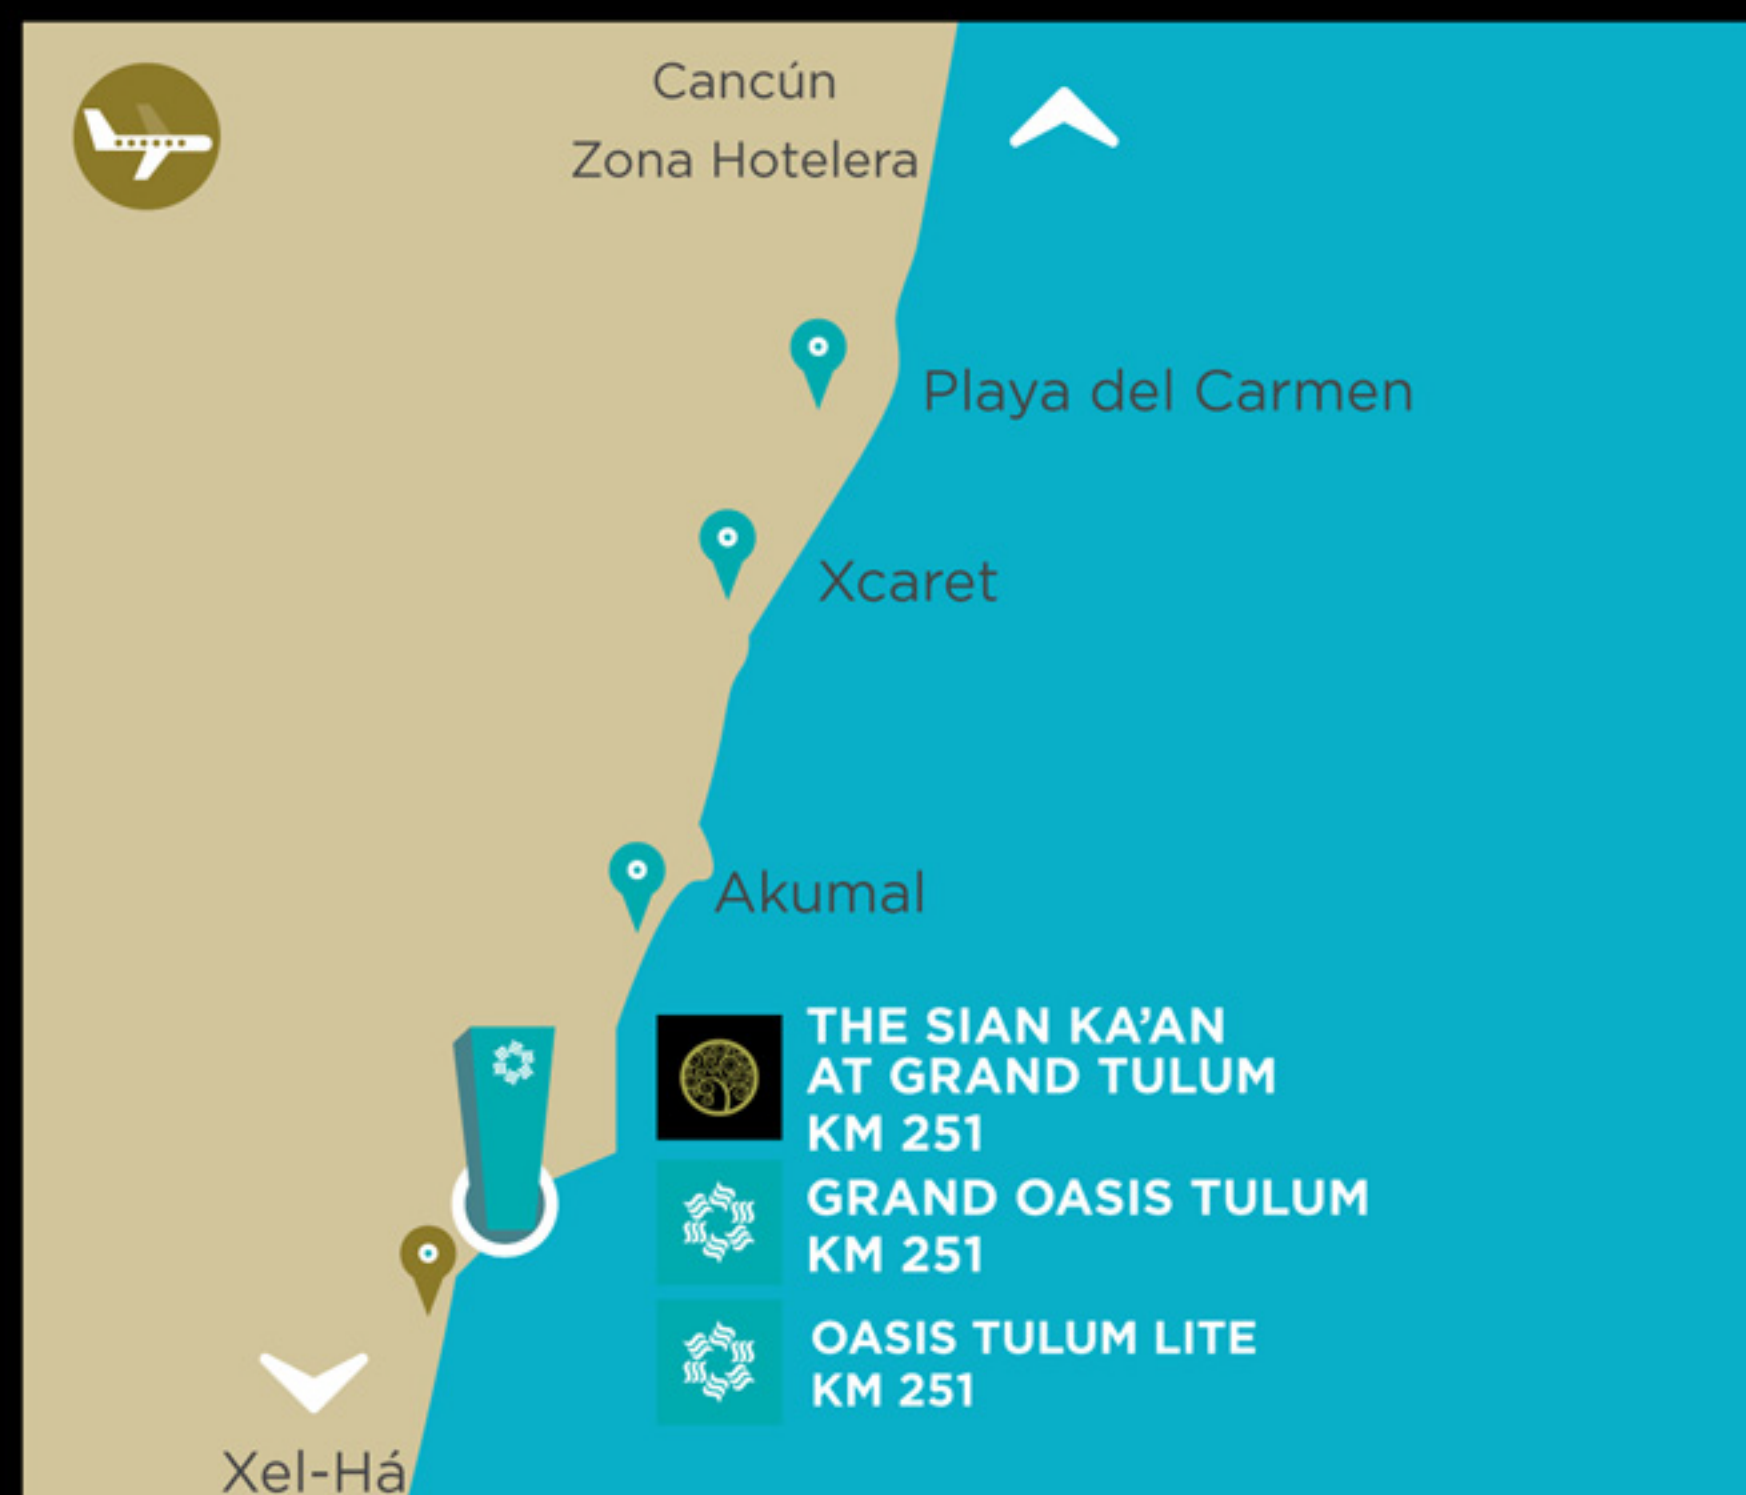 Cancún
Zona Hotelera
Playa del Carmen
Xcaret
Akumal
THE SIAN KA’AN
AT GRAND TULUM
KM 251
GRAND OASIS TULUM
KM 251
OASIS TULUM LITE
KM 251
Xel-Há